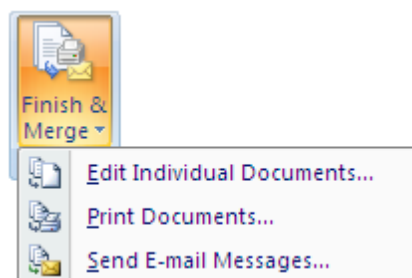 Finish &
Merge
Edit Individual Documents...
Print Documents...
Send E-mail Messages...